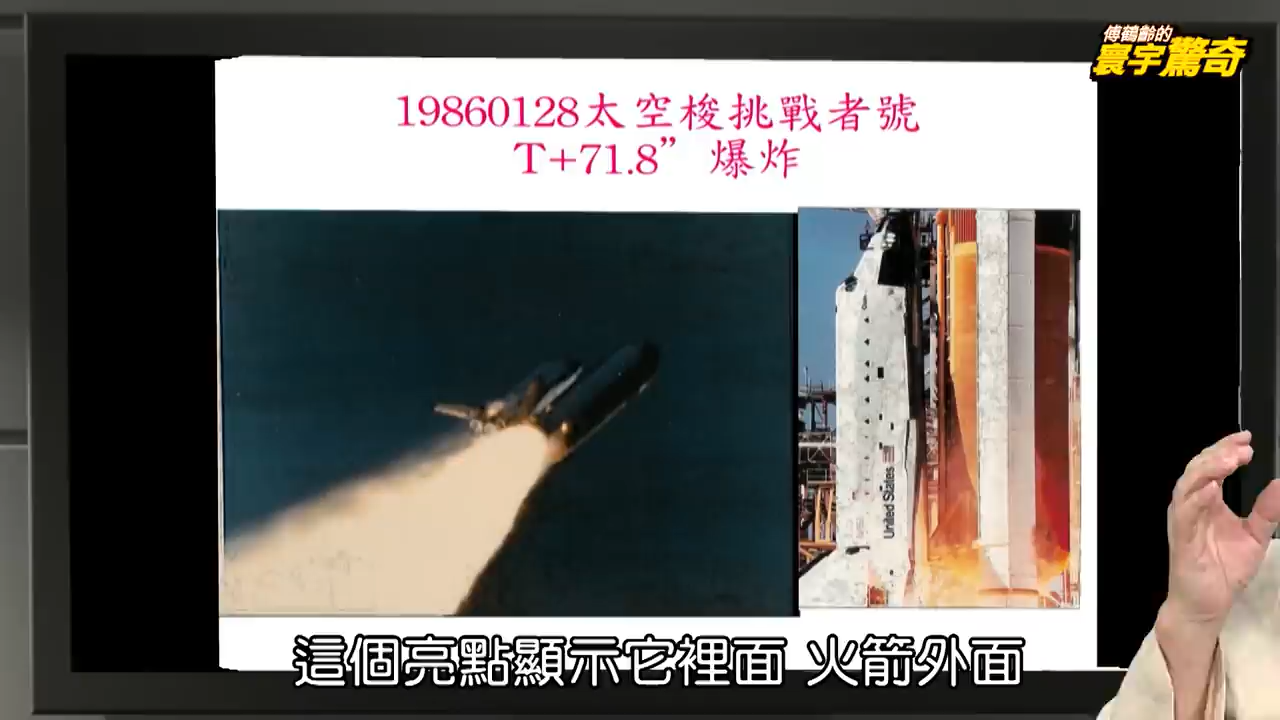 傅鶴齡的
寰宇驚奇
19860128太空梭挑戰者號
T+71.8” 爆炸
United States
這個亮點顯示它裡面 火箭外面